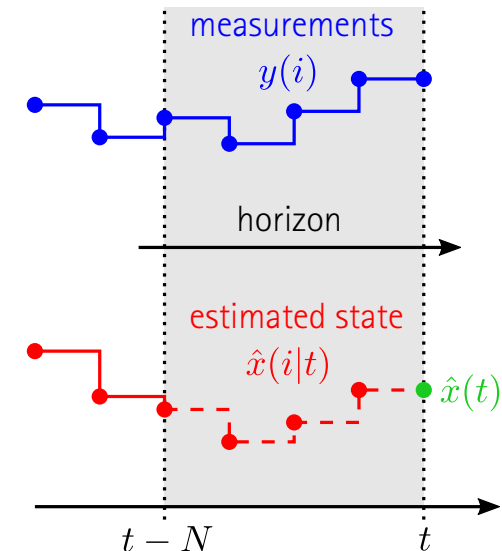 measurements
y(i)
horizon
estimated state
x̂(i|t)
x̂(t)
t − N
t